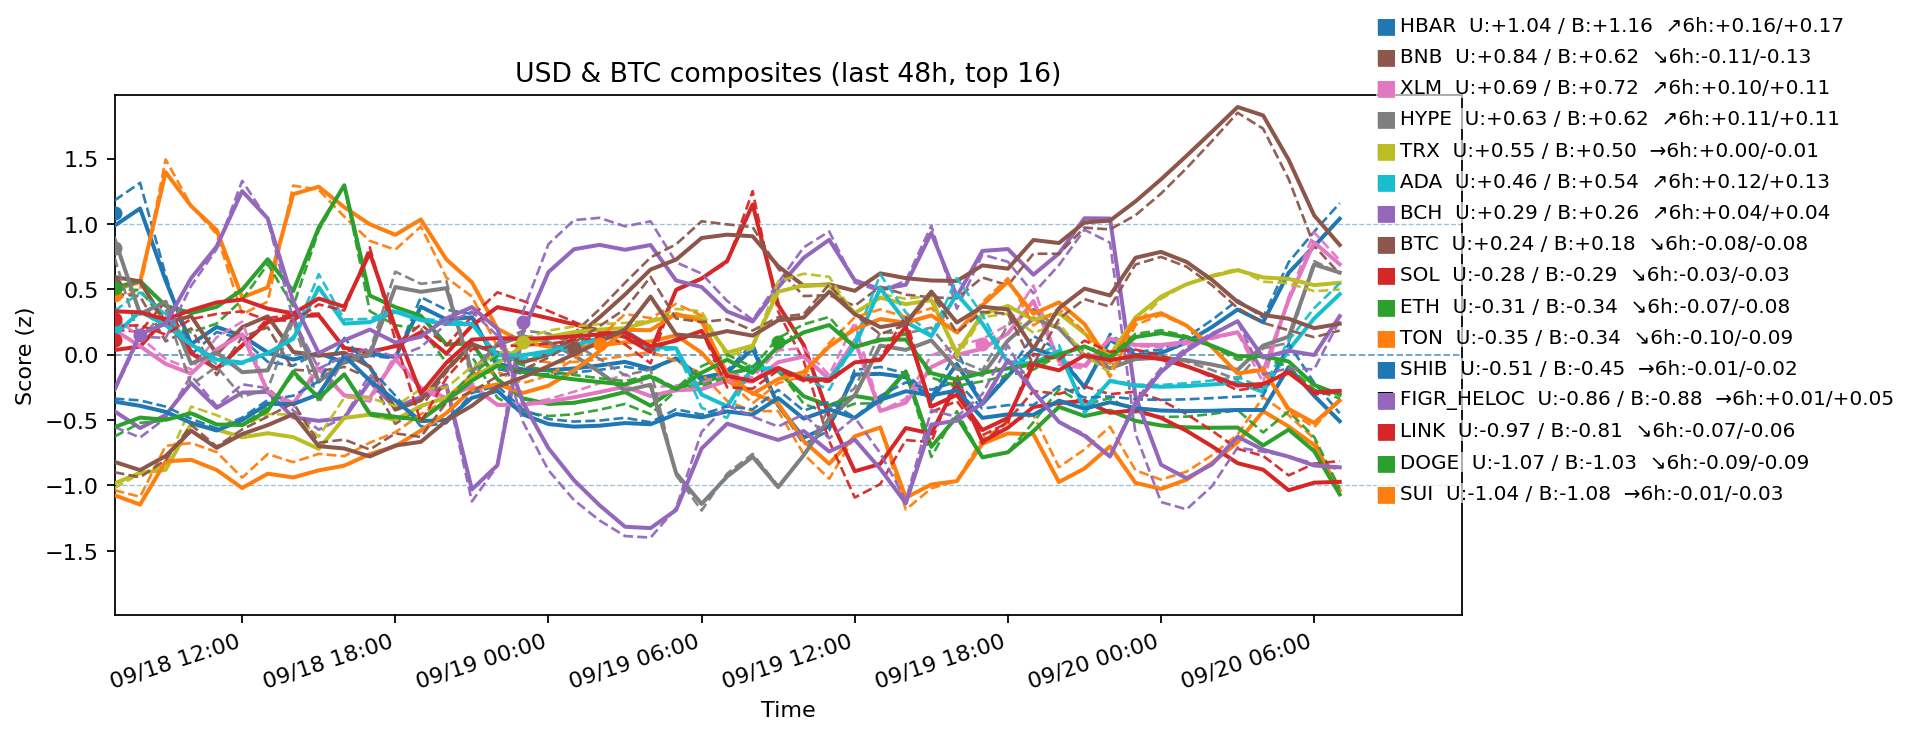 USD & BTC composites (last 48h, top 16)
HBAR U:+1.04 / B:+1.16 ↗6h:+0.16/+0.17
BNB U:+0.84 / B:+0.62 ↘6h:-0.11/-0.13
XLM U:+0.69 / B:+0.72 ↗6h:+0.10/+0.11
HYPE U:+0.63 / B:+0.62 ↗6h:+0.11/+0.11
TRX U:+0.55 / B:+0.50 →6h:+0.00/-0.01
ADA U:+0.46 / B:+0.54 ↗6h:+0.12/+0.13
BCH U:+0.29 / B:+0.26 ↗6h:+0.04/+0.04
BTC U:+0.24 / B:+0.18 ↘6h:-0.08/-0.08
SOL U:-0.28 / B:-0.29 ↘6h:-0.03/-0.03
ETH U:-0.31 / B:-0.34 ↘6h:-0.07/-0.08
TON U:-0.35 / B:-0.34 ↘6h:-0.10/-0.09
SHIB U:-0.51 / B:-0.45 →6h:-0.01/-0.02
FIGR_HELOC U:-0.86 / B:-0.88 →6h:+0.01/+0.05
LINK U:-0.97 / B:-0.81 ↘6h:-0.07/-0.06
DOGE U:-1.07 / B:-1.03 ↘6h:-0.09/-0.09
SUI U:-1.04 / B:-1.08 →6h:-0.01/-0.03
Score (z)
1.5
1.0
0.5
0.0
−0.5
−1.0
−1.5
09/18 12:00
09/18 18:00
09/19 00:00
09/19 06:00
09/19 12:00
09/19 18:00
09/20 00:00
09/20 06:00
Time